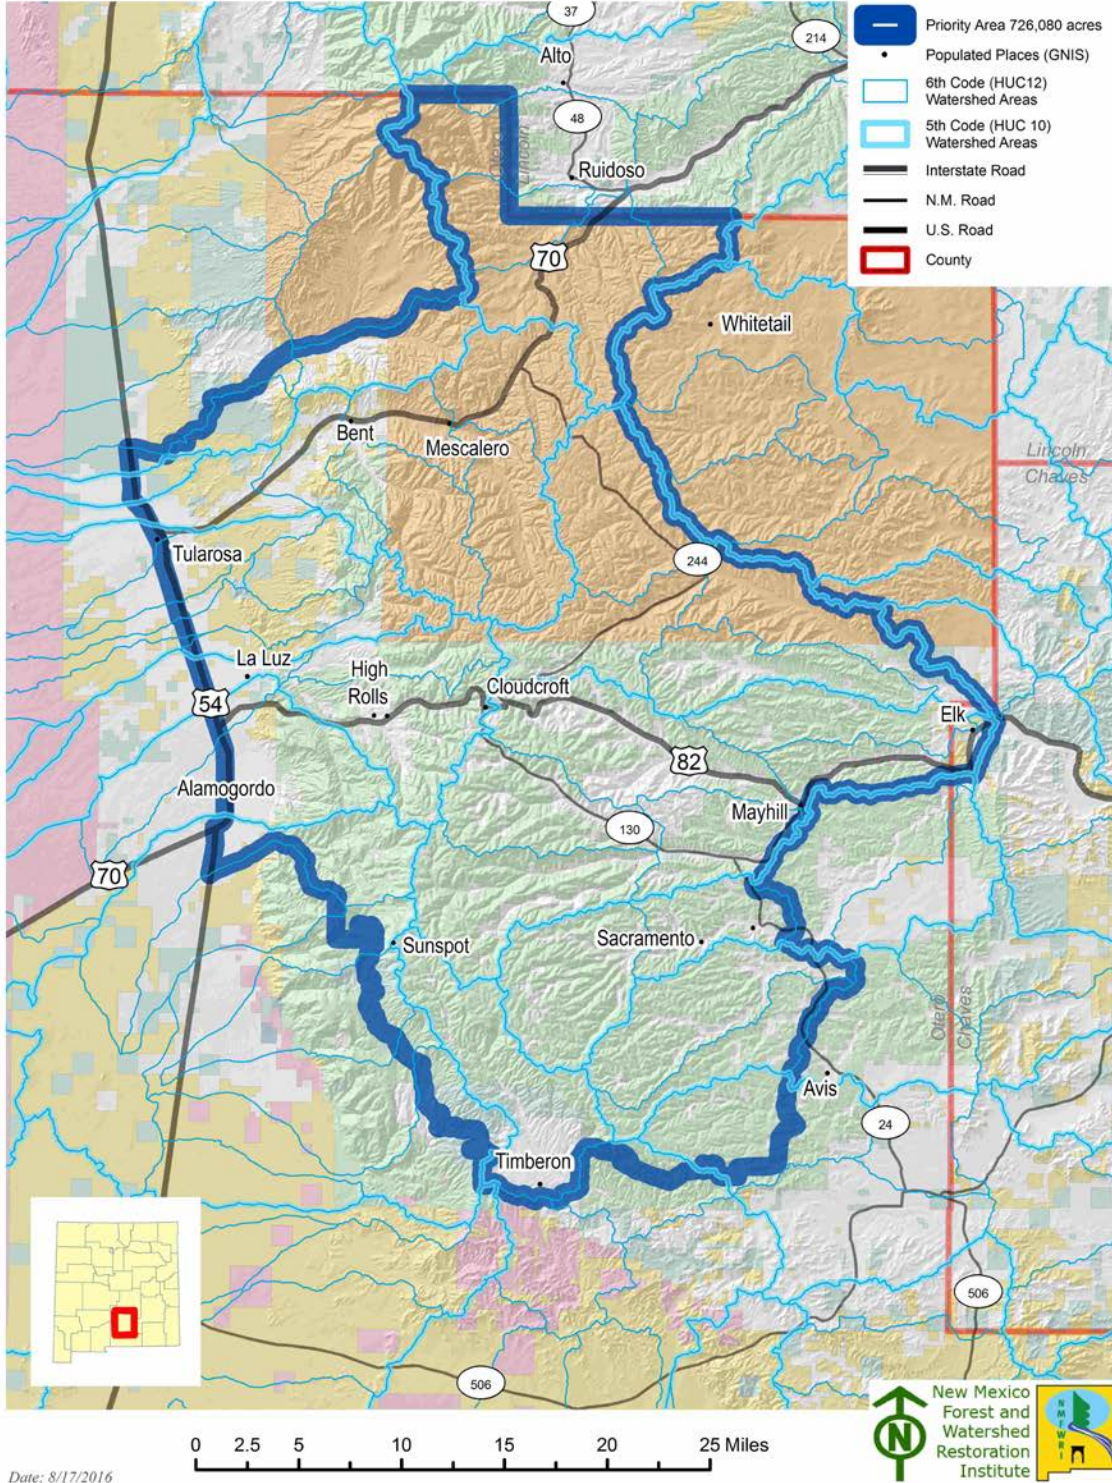 37
214
Alto
48
Otero
Lincoln
Ruidoso
70
Whitetail
Bent
Mescalero
Lincoln
Chaves
Tularosa
244
La Luz
High
Rolls
Cloudcroft
54
Elk
82
Alamogordo
Mayhill
130
70
Sunspot
Sacramento
Otero
Chaves
Avis
24
Timberon
506
506
Priority Area 726,080 acres
Populated Places (GNIS)
6th Code (HUC12)
Watershed Areas
5th Code (HUC 10)
Watershed Areas
Interstate Road
N.M. Road
U.S. Road
County
0 2.5 5 10 15 20 25 Miles
Date: 8/17/2016
N
New Mexico
Forest and
Watershed
Restoration
Institute
NMFWRI